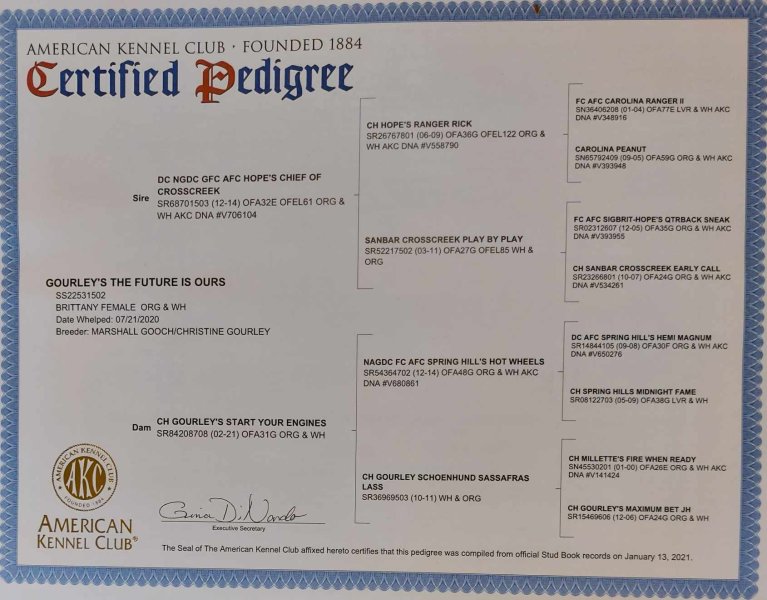 AMERICAN KENNEL CLUB · FOUNDED 1884
Certified Pedigree
CH HOPE'S RANGER RICK
SR26767801 (06-09) OFA36G OFEL122 ORG &
WH AKC DNA #V558790
FC AFC CAROLINA RANGER II
SN36406208 (01-04) OFA77E LVR & WH AKC
DNA #V348916
CAROLINA PEANUT
SN65792409 (09-05) OFA59G ORG & WH AKC
DNA #V393948
Sire
DC NGDC GFC AFC HOPE'S CHIEF OF
CROSSCREEK
SR68701503 (12-14) OFA32E OFEL61 ORG &
WH AKC DNA #V706104
SANBAR CROSSCREEK PLAY BY PLAY
SR52217502 (03-11) OFA27G OFEL85 WH &
ORG
FC AFC SIGBRIT-HOPE'S QTRBACK SNEAK
SR02312607 (12-05) OFA35G ORG & WH AKC
DNA #V393955
CH SANBAR CROSSCREEK EARLY CALL
SR23266801 (10-07) OFA24G ORG & WH AKC
DNA #V534261
GOURLEY'S THE FUTURE IS OURS
SS22531502
BRITTANY FEMALE ORG & WH
Date Whelped: 07/21/2020
Breeder: MARSHALL GOOCH/CHRISTINE GOURLEY
NAGDC FC AFC SPRING HILL'S HOT WHEELS
SR54364702 (12-14) OFA48G ORG & WH AKC
DNA #V680861
DC AFC SPRING HILL'S HEMI MAGNUM
SR14844105 (09-08) OFA30F ORG & WH AKC
DNA #V650276
CH SPRING HILLS MIDNIGHT FAME
SR08122703 (05-09) OFA38G LVR & WH
Dam
CH GOURLEY'S START YOUR ENGINES
SR84208708 (02-21) OFA31G ORG & WH
CH GOURLEY SCHOENHUND SASSAFRAS
LASS
SR36969503 (10-11) WH & ORG
CH MILLETTE'S FIRE WHEN READY
SN45530201 (01-00) OFA26E ORG & WH AKC
DNA #V141424
CH GOURLEY'S MAXIMUM BET JH
SR15469606 (12-06) OFA24G ORG & WH
AMERICAN KENNEL CLUB
AKC
FOUNDED 1884
AMERICAN
KENNEL CLUB®
Gina DiNardo
Executive Secretary
The Seal of The American Kennel Club affixed hereto certifies that this pedigree was compiled from official Stud Book records on January 13, 2021.